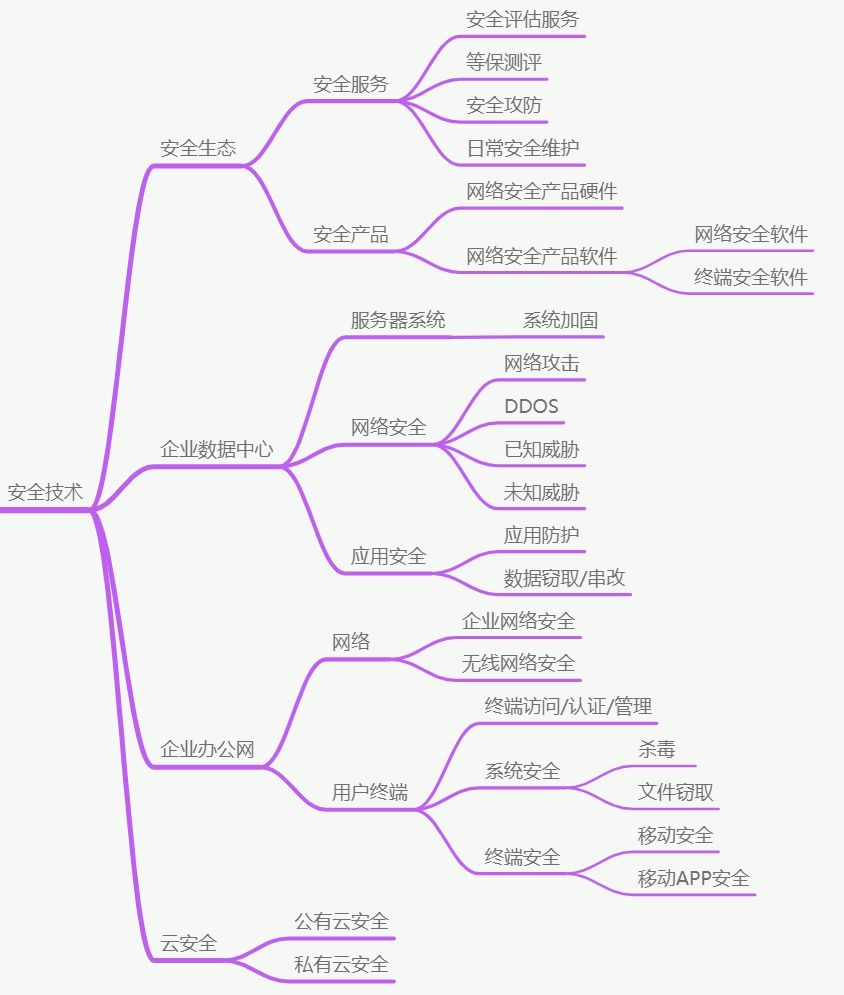 安全评估服务
等保测评
安全服务
安全攻防
安全生态
日常安全维护
网络安全产品硬件
安全产品
网络安全软件
网络安全产品软件
终端安全软件
服务器系统
系统加固
网络攻击
DDOS
网络安全
企业数据中心
已知威胁
安全技术
未知威胁
应用防护
应用安全
数据窃取/串改
企业网络安全
网络
无线网络安全
终端访问/认证/管理
企业办公网
杀毒
系统安全
用户终端
文件窃取
移动安全
终端安全
移动APP安全
公有云安全
云安全
私有云安全